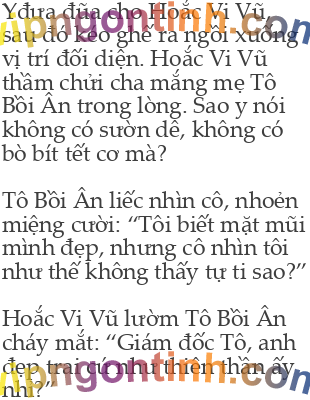 Y đưa đũa cho Hoắc Vi Vũ,
sau đó kéo ghế ra ngồi xuống
vị trí đối diện. Hoắc Vi Vũ
thầm chửi cha mắng mẹ Tô
Bồi Ân trong lòng. Sao y nói
không có sườn dê, không có
bò bít tết cơ mà?
Tô Bồi Ân liếc nhìn cô, nhoẻn
miệng cười: “Tôi biết mặt mũi
mình đẹp, nhưng cô nhìn tôi
như thế không thấy tự ti sao?”
Hoắc Vi Vũ lườm Tô Bồi Ân
cháy mắt: “Giám đốc Tô, anh
đẹp trai cứ như thiên thần ấy
nhỉ?”
vipngontinh.com
vipngontinh.com